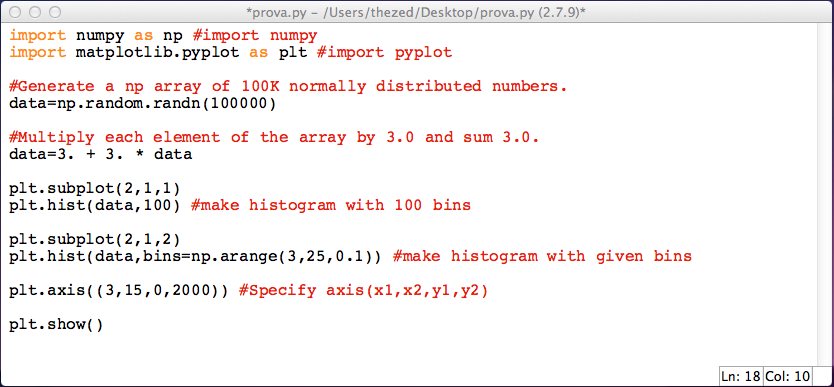 *prova.py – /Users/thezed/Desktop/prova.py (2.7.9)*
import numpy as np #import numpy
import matplotlib.pyplot as plt #import pyplot
#Generate a np array of 100K normally distributed numbers.
data=np.random.randn(100000)
#Multiply each element of the array by 3.0 and sum 3.0.
data=3. + 3. * data
plt.subplot(2,1,1)
plt.hist(data,100) #make histogram with 100 bins
plt.subplot(2,1,2)
plt.hist(data,bins=np.arange(3,25,0.1)) #make histogram with given bins
plt.axis((3,15,0,2000)) #Specify axis(x1,x2,y1,y2)
plt.show()
Ln: 18 Col: 10